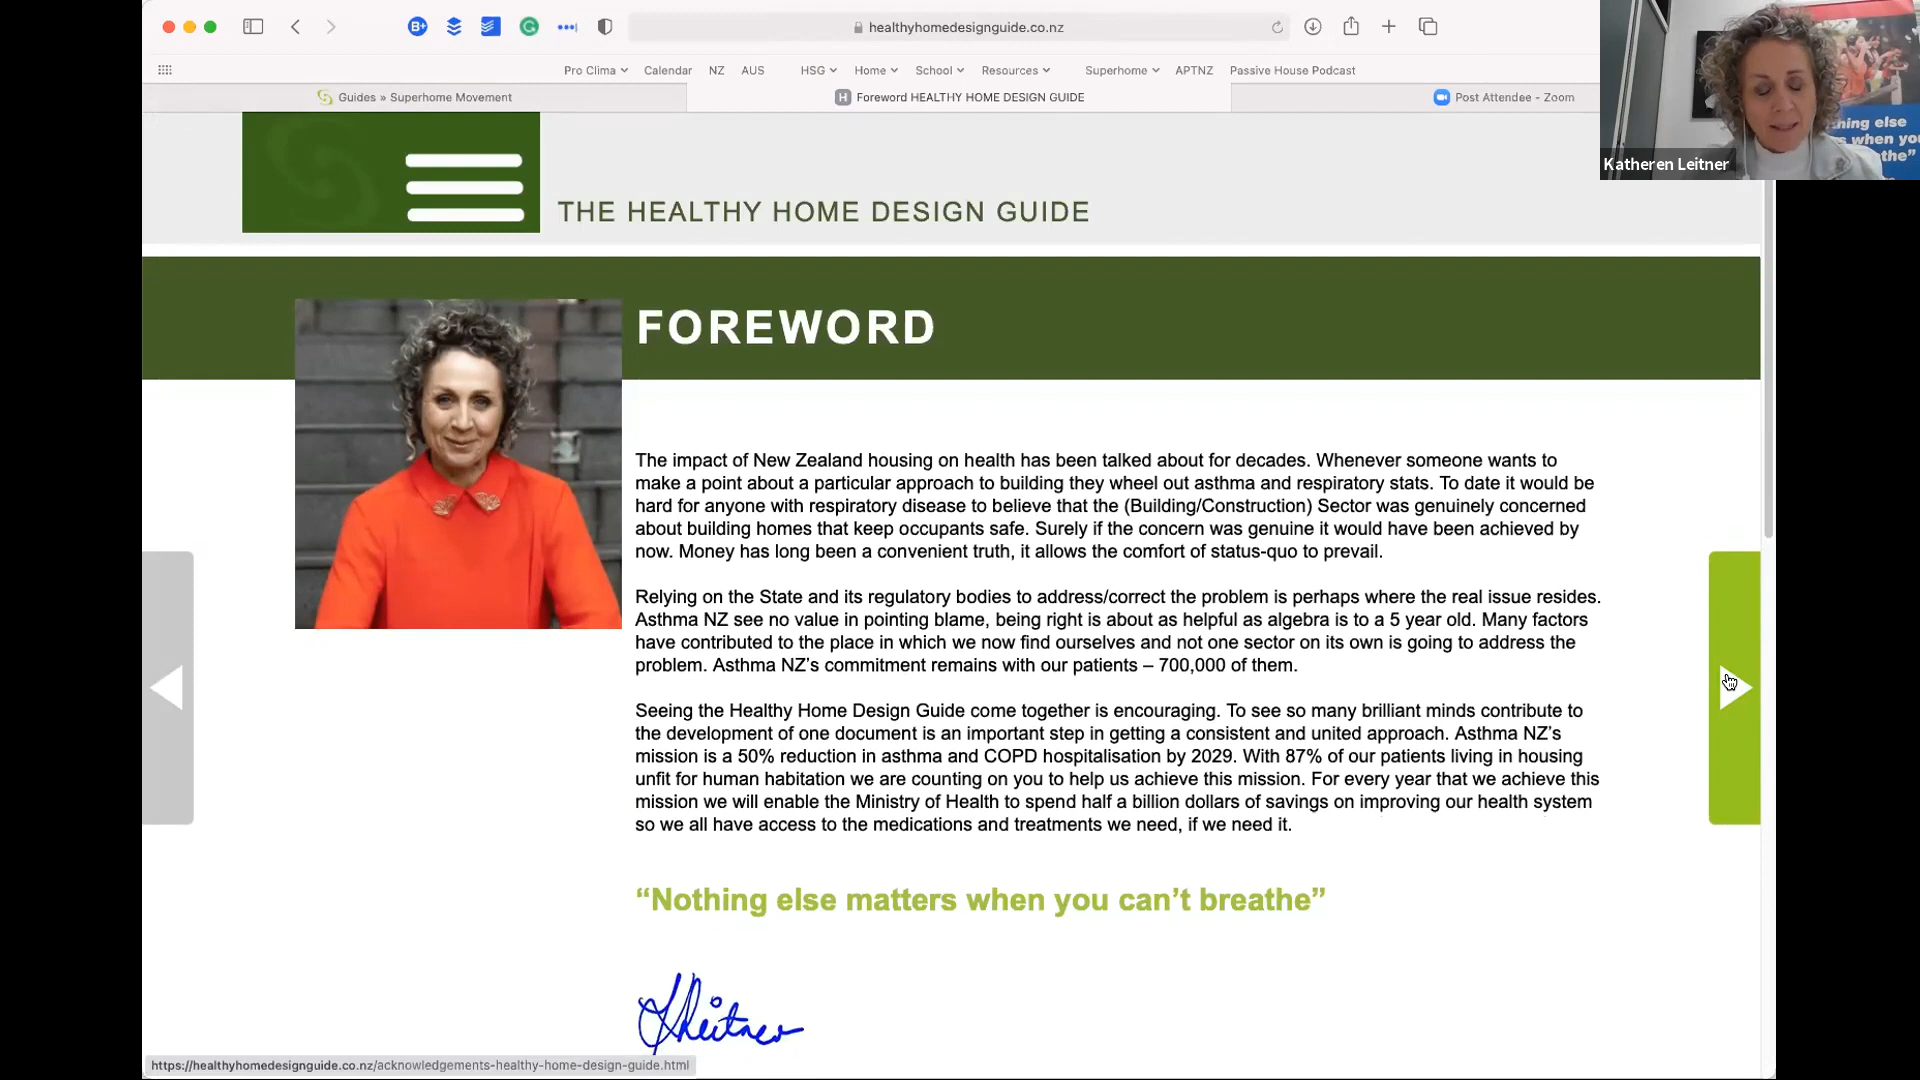 healthyhomedesignguide.co.nz
Pro Clima Calendar NZ AUS HSG Home School Resources Superhome APTNZ Passive House Podcast
Guides » Superhome Movement
Foreword HEALTHY HOME DESIGN GUIDE
Post Attendee - Zoom
hing else
s when you
the”
Katheren Leitner
THE HEALTHY HOME DESIGN GUIDE
FOREWORD
The impact of New Zealand housing on health has been talked about for decades. Whenever someone wants to
make a point about a particular approach to building they wheel out asthma and respiratory stats. To date it would be
hard for anyone with respiratory disease to believe that the (Building/Construction) Sector was genuinely concerned
about building homes that keep occupants safe. Surely if the concern was genuine it would have been achieved by
now. Money has long been a convenient truth, it allows the comfort of status-quo to prevail.
Relying on the State and its regulatory bodies to address/correct the problem is perhaps where the real issue resides.
Asthma NZ see no value in pointing blame, being right is about as helpful as algebra is to a 5 year old. Many factors
have contributed to the place in which we now find ourselves and not one sector on its own is going to address the
problem. Asthma NZ’s commitment remains with our patients – 700,000 of them.
Seeing the Healthy Home Design Guide come together is encouraging. To see so many brilliant minds contribute to
the development of one document is an important step in getting a consistent and united approach. Asthma NZ’s
mission is a 50% reduction in asthma and COPD hospitalisation by 2029. With 87% of our patients living in housing
unfit for human habitation we are counting on you to help us achieve this mission. For every year that we achieve this
mission we will enable the Ministry of Health to spend half a billion dollars of savings on improving our health system
so we all have access to the medications and treatments we need, if we need it.
“Nothing else matters when you can’t breathe”
https://healthyhomedesignguide.co.nz/acknowledgements-healthy-home-design-guide.html